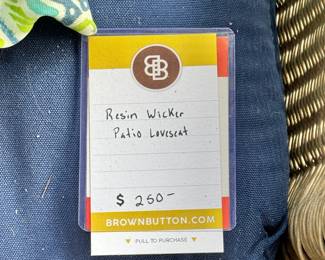 BB
Resin Wicker
Patio Loveseat
$ 250-
BROWNBUTTON.COM
▼ PULL TO PURCHASE ▼